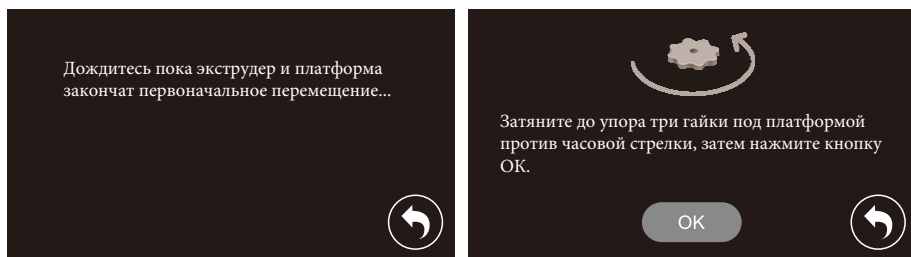 Дождитесь пока экструдер и платформа
закончат первоначальное перемещение...
Затяните до упора три гайки под платформой
против часовой стрелки, затем нажмите кнопку
ОК.
OK